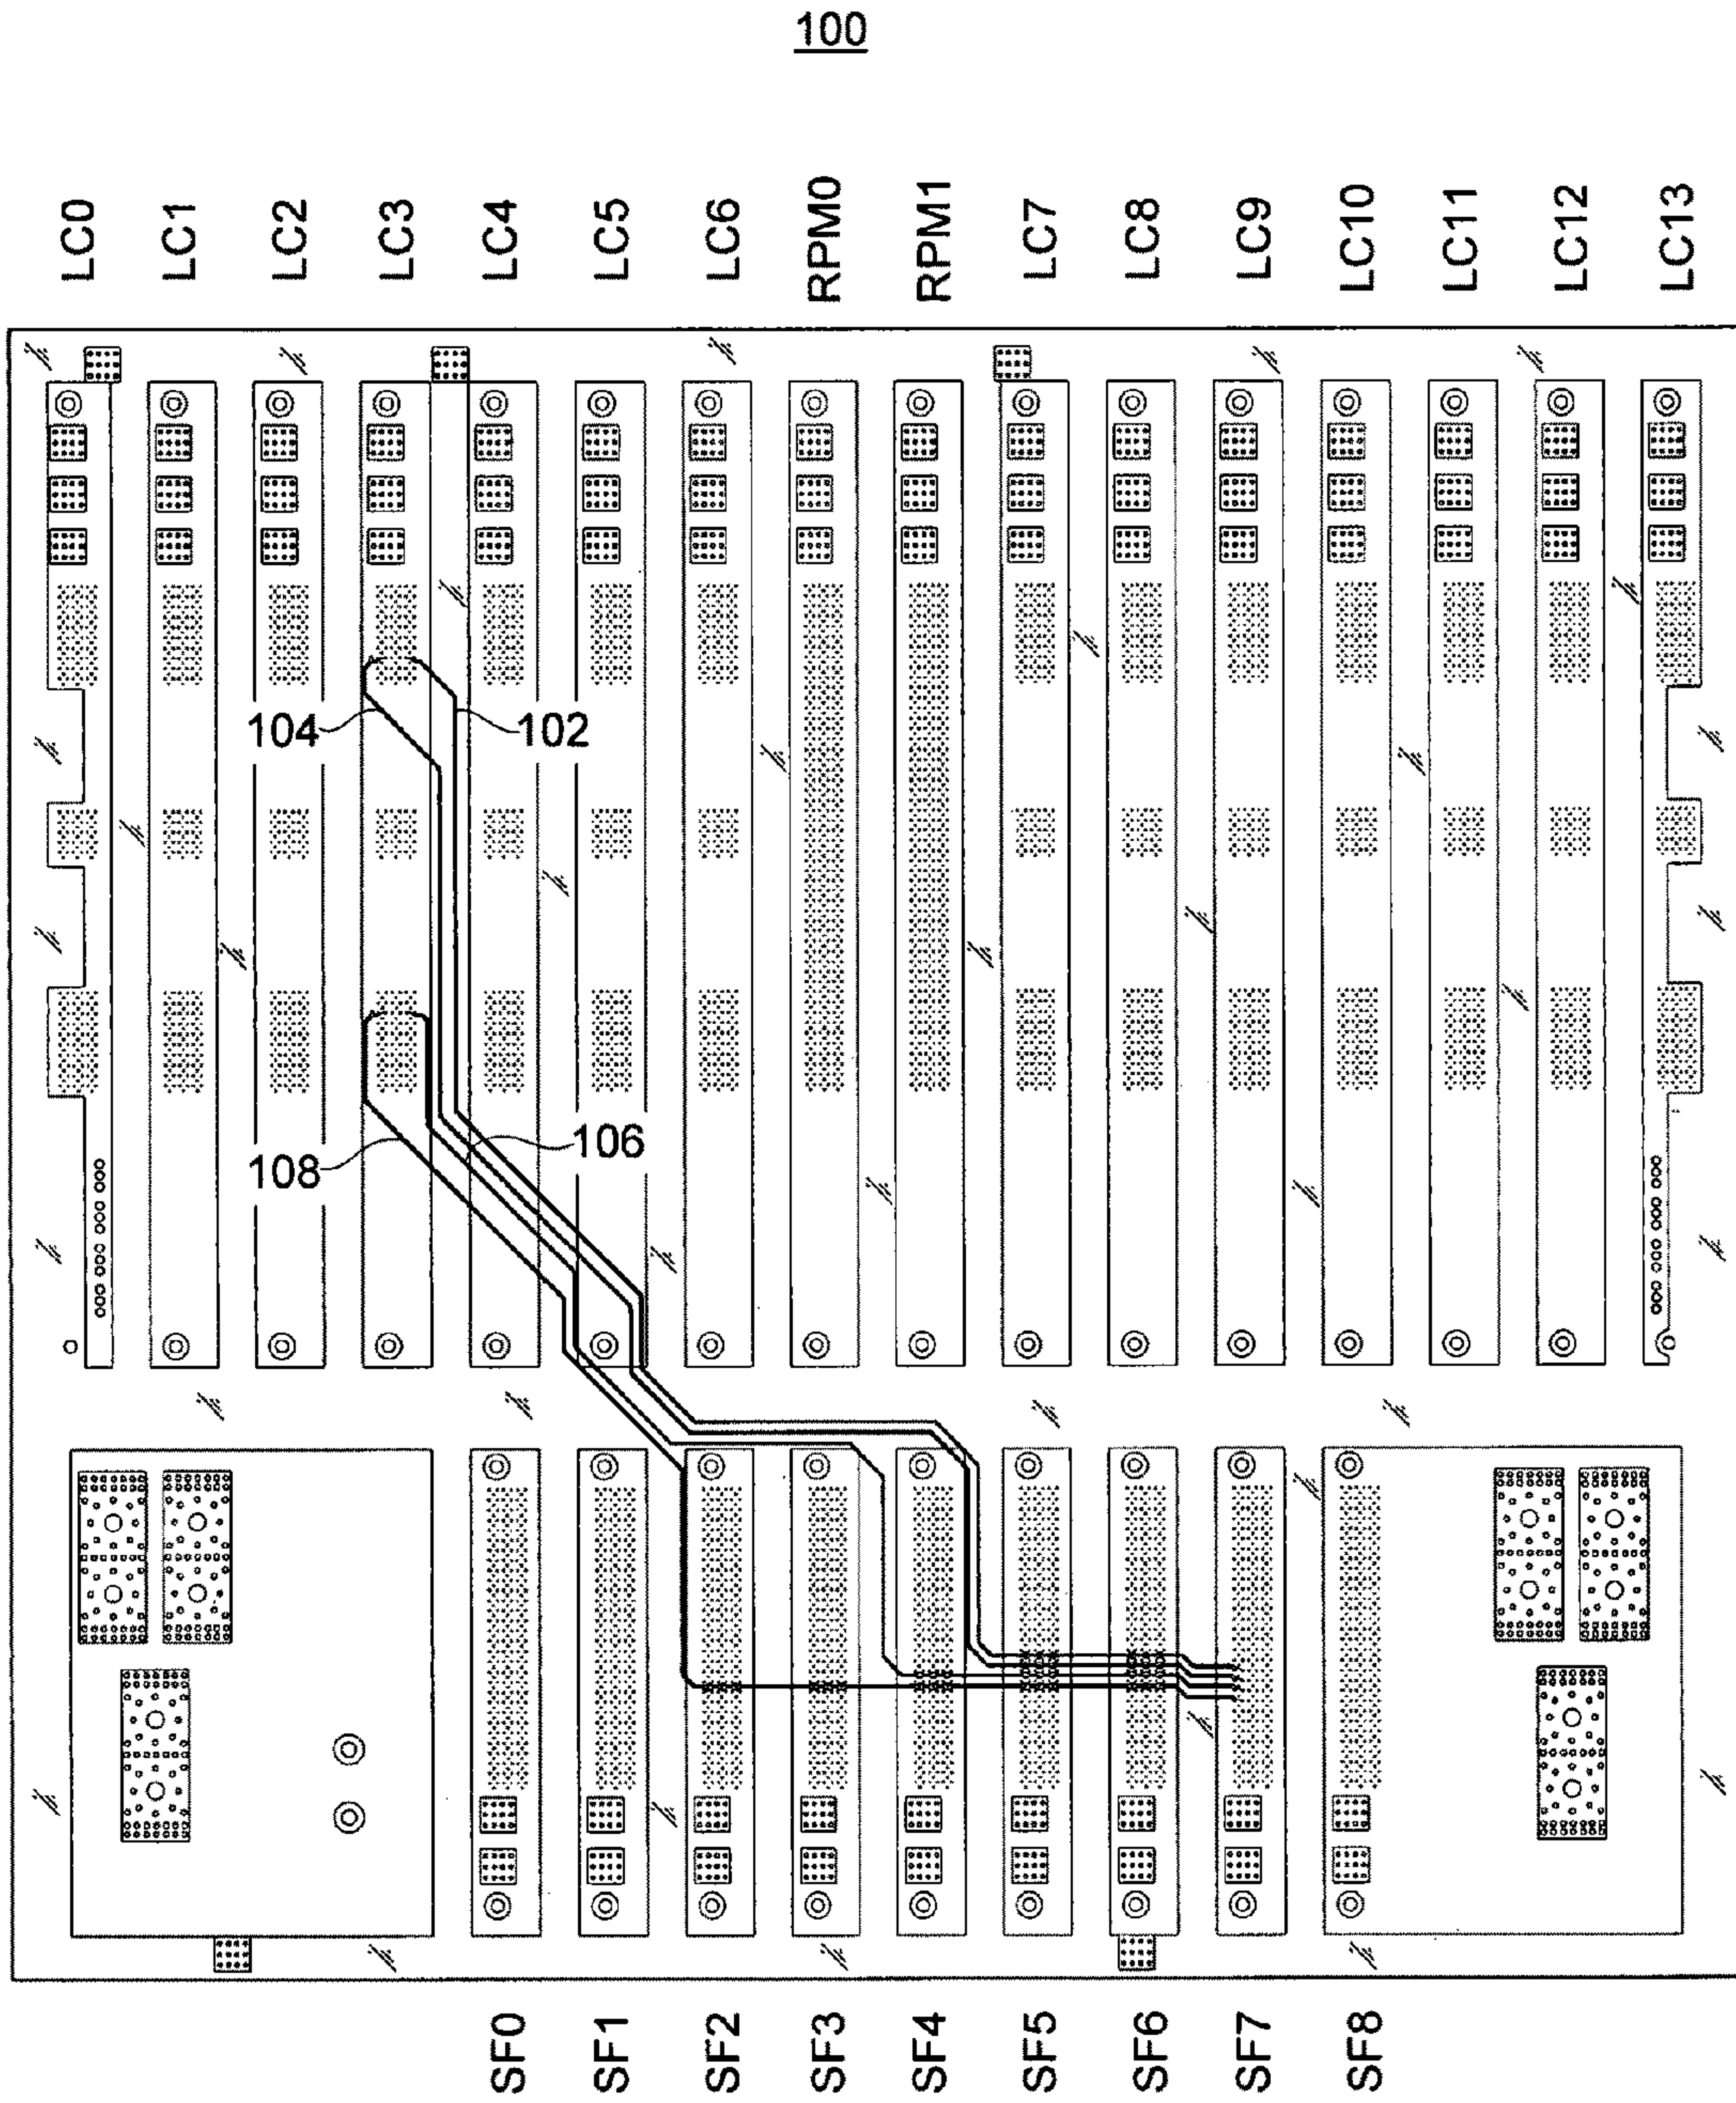 100
LC0
LC1
LC2
LC3
LC4
LC5
LC6
RPM0
RPM1
LC7
LC8
LC9
LC10
LC11
LC12
LC13
104
102
106
108
SF0
SF1
SF2
SF3
SF4
SF5
SF6
SF7
SF8